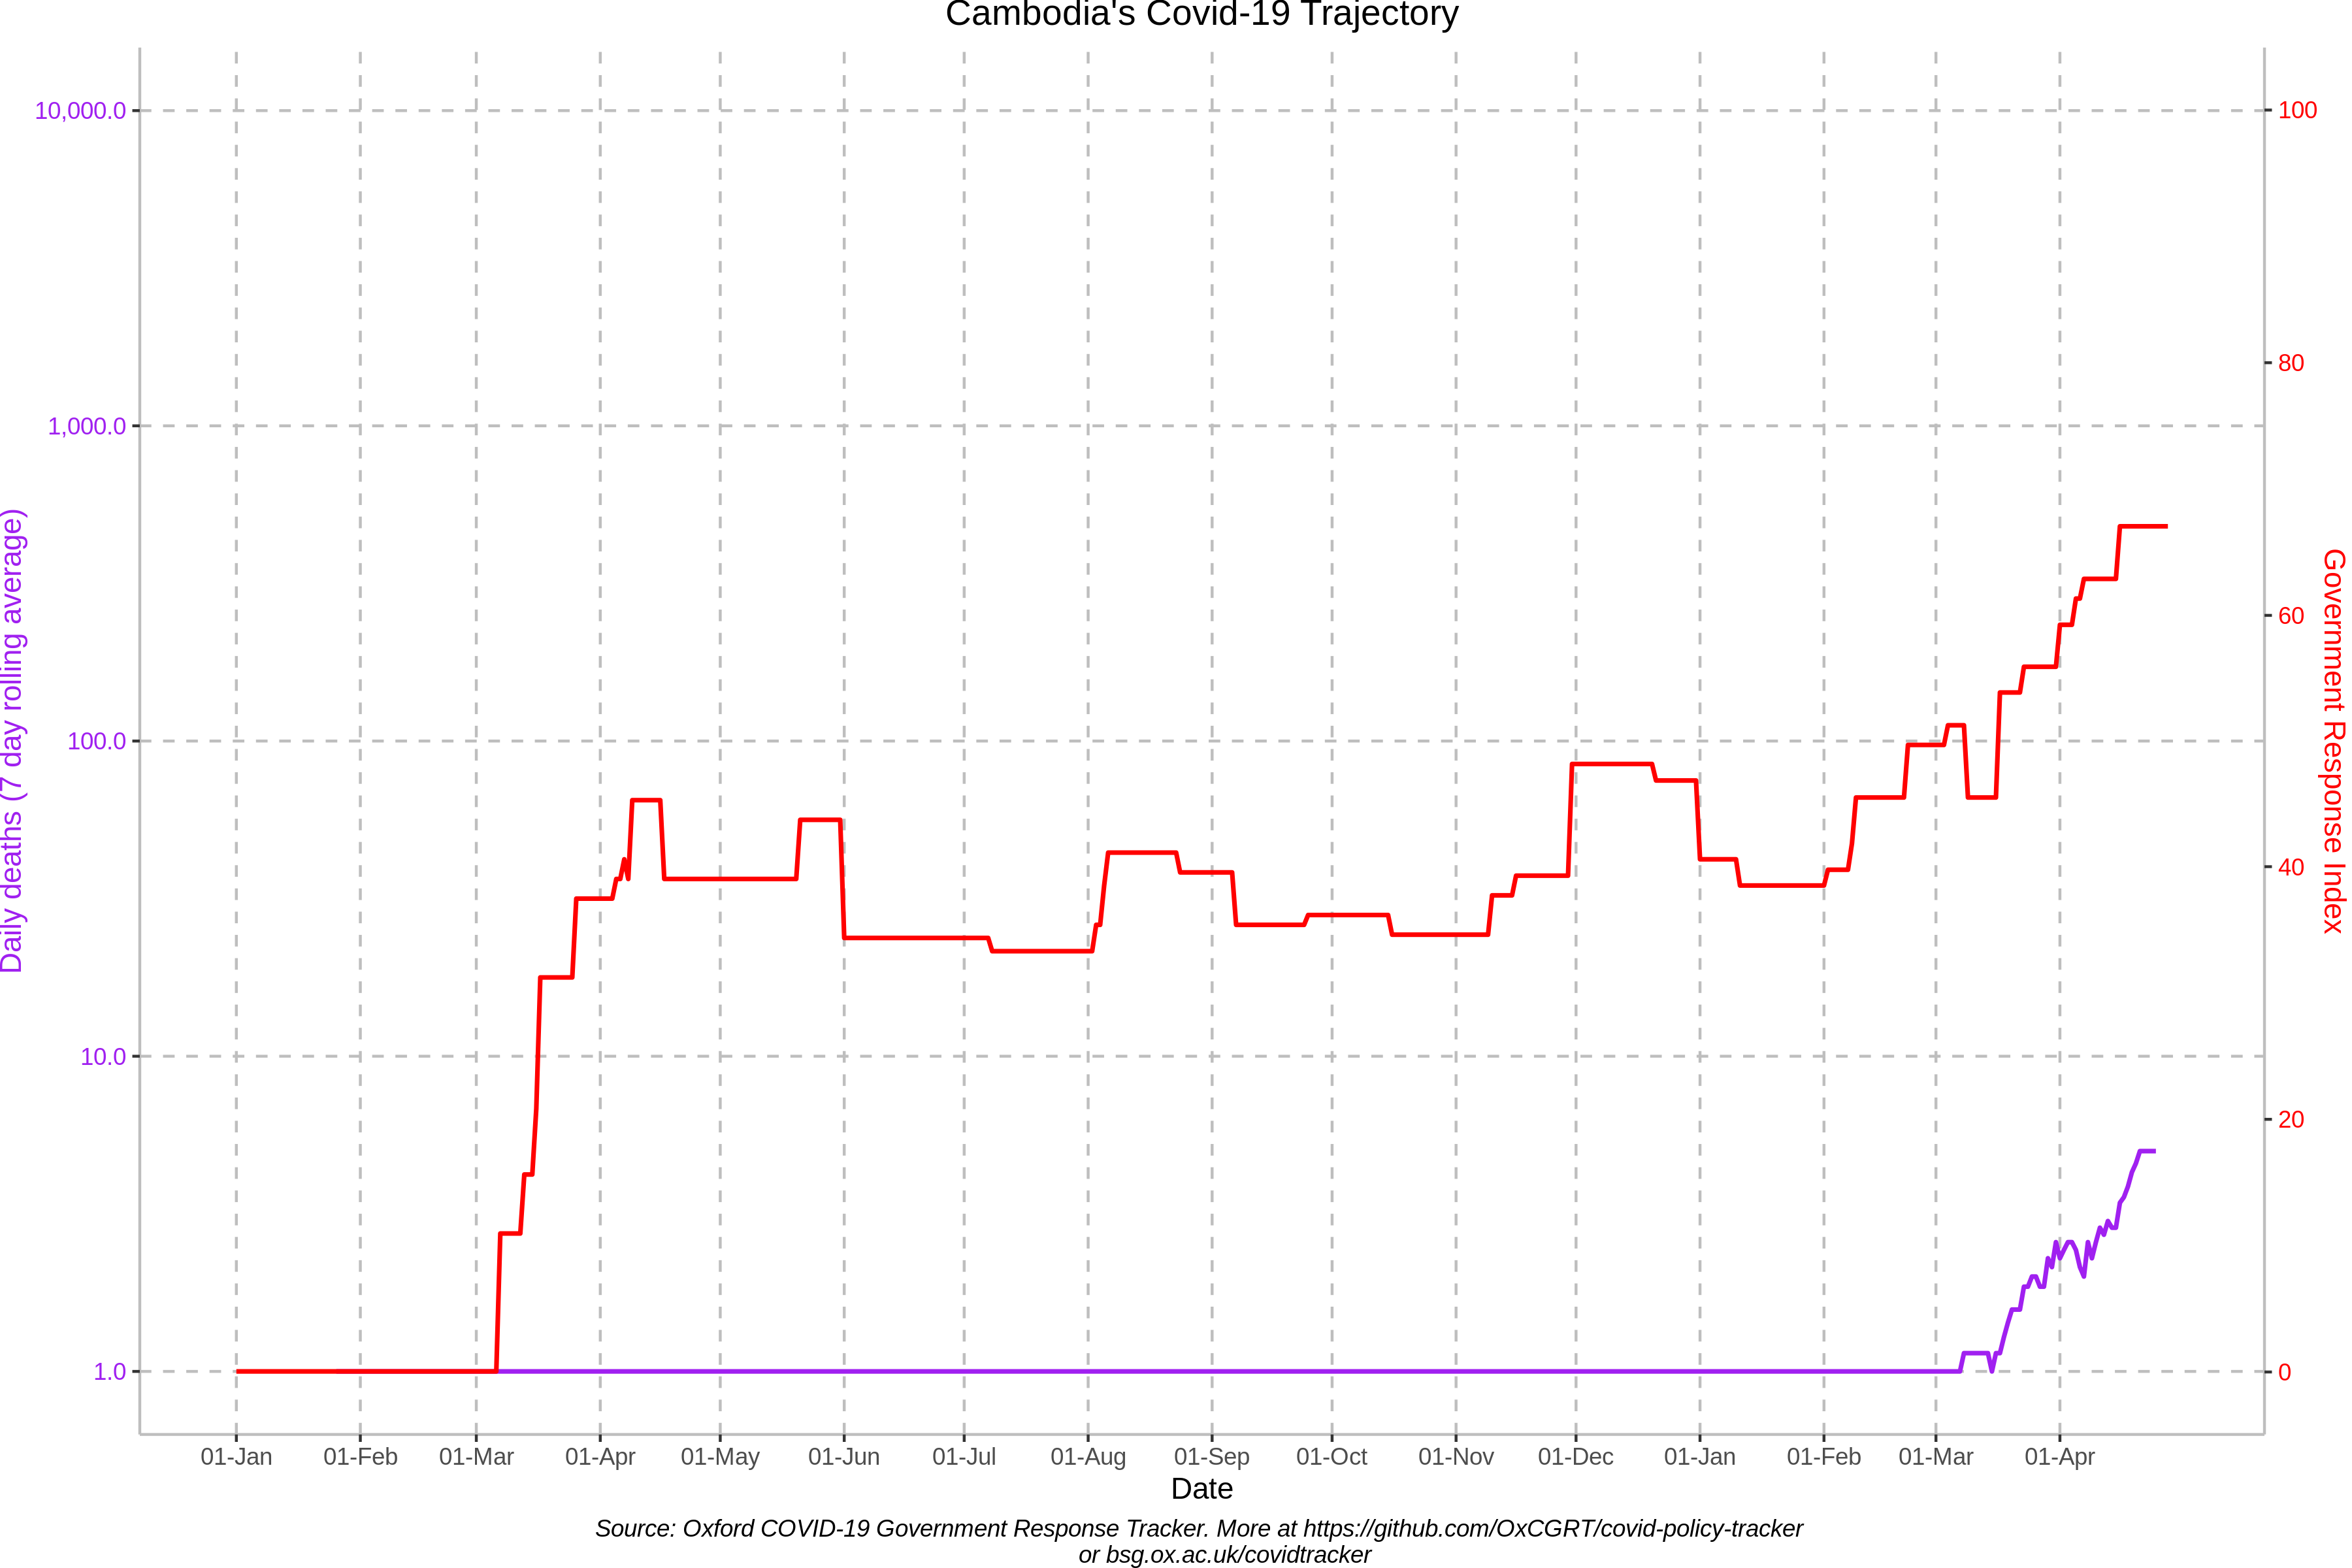 Cambodia's Covid-19 Trajectory
10,000.0
1,000.0
100.0
10.0
1.0
Daily deaths (7 day rolling average)
100
80
60
40
20
0
Government Response Index
01-Jan 01-Feb 01-Mar 01-Apr 01-May 01-Jun 01-Jul 01-Aug 01-Sep 01-Oct 01-Nov 01-Dec 01-Jan 01-Feb 01-Mar 01-Apr
Date
Source: Oxford COVID-19 Government Response Tracker. More at https://github.com/OxCGRT/covid-policy-tracker
or bsg.ox.ac.uk/covidtracker